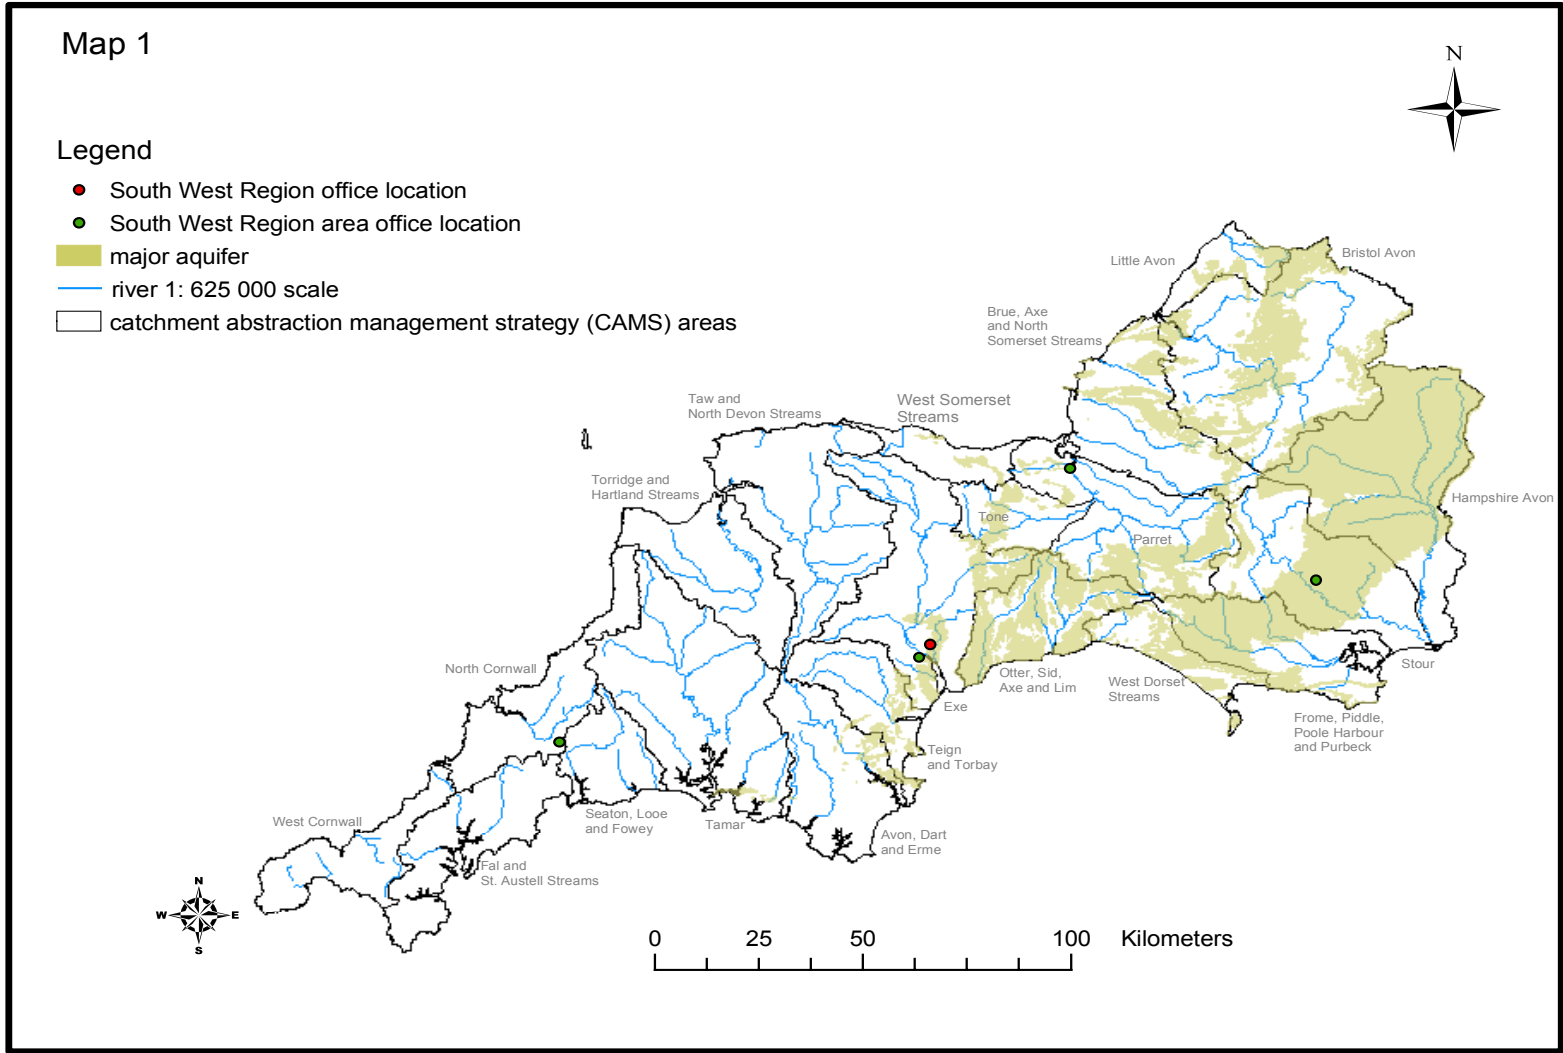 Map 1
N
Legend
South West Region office location
South West Region area office location
major aquifer
river 1: 625 000 scale
catchment abstraction management strategy (CAMS) areas
Little Avon
Bristol Avon
Brue, Axe
and North
Somerset Streams
Taw and
North Devon Streams
West Somerset
Streams
Torridge and
Hartland Streams
Hampshire Avon
Tone
Parret
North Cornwall
Otter, Sid,
Axe and Lim
West Dorset
Streams
Stour
Exe
Frome, Piddle,
Poole Harbour
and Purbeck
Teign
and Torbay
Seaton, Looe
and Fowey
Tamar
West Cornwall
Avon, Dart
and Erme
Fal and
St. Austell Streams
N
W E
S
0 25 50 100 Kilometers